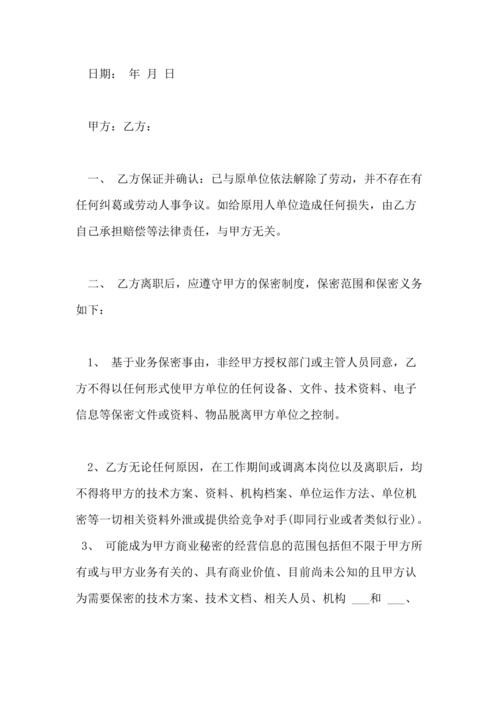 日期： 年 月 日
甲方：乙方：
一、 乙方保证并确认：已与原单位依法解除了劳动，并不存在有
任何纠葛或劳动人事争议。如给原用人单位造成任何损失，由乙方
自己承担赔偿等法律责任，与甲方无关。
二、 乙方离职后，应遵守甲方的保密制度，保密范围和保密义务
如下：
1、 基于业务保密事由，非经甲方授权部门或主管人员同意，乙
方不得以任何形式使甲方单位的任何设备、文件、技术资料、电子
信息等保密文件或资料、物品脱离甲方单位之控制。
2、乙方无论任何原因，在工作期间或调离本岗位以及离职后，均
不得将甲方的技术方案、资料、机构档案、单位运作方法、单位机
密等一切相关资料外泄或提供给竞争对手(即同行业或者类似行业)。
3、 可能成为甲方商业秘密的经营信息的范围包括但不限于甲方所
有或与甲方业务有关的、具有商业价值、目前尚未公知的且甲方认
为需要保密的技术方案、技术文档、相关人员、机构 ___和 ___、